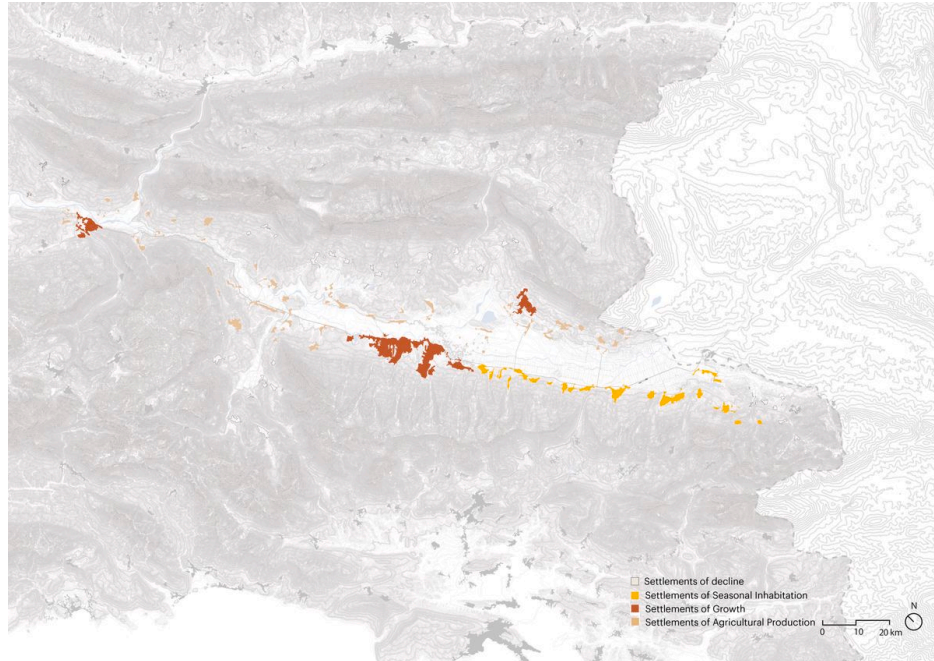 Settlements of decline
Settlements of Seasonal Inhabitation
Settlements of Growth
Settlements of Agricultural Production
N
0 10 20 km